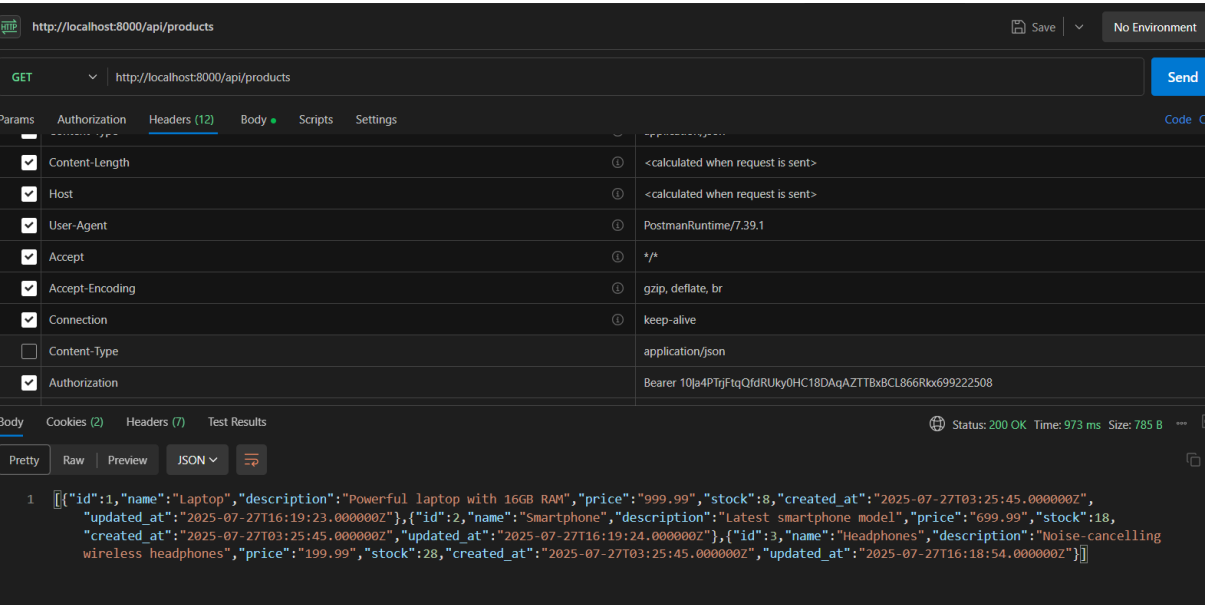 HTTP http://localhost:8000/api/products Save No Environment
GET http://localhost:8000/api/products Send
Params Authorization Headers (12) Body Scripts Settings Code
Content-Length <calculated when request is sent>
Host <calculated when request is sent>
User-Agent PostmanRuntime/7.39.1
Accept */*
Accept-Encoding gzip, deflate, br
Connection keep-alive
Content-Type application/json
Authorization Bearer 10|a4PTrjFtqQfdRUky0HC18DAqAZTTBxBCL866Rkx699222508
Body Cookies (2) Headers (7) Test Results Status: 200 OK Time: 973 ms Size: 785 B
Pretty Raw Preview JSON
1 [{"id":1,"name":"Laptop","description":"Powerful laptop with 16GB RAM","price":"999.99","stock":8,"created_at":"2025-07-27T03:25:45.000000Z",
"updated_at":"2025-07-27T16:19:23.000000Z"},{"id":2,"name":"Smartphone","description":"Latest smartphone model","price":"699.99","stock":18,
"created_at":"2025-07-27T03:25:45.000000Z","updated_at":"2025-07-27T16:19:24.000000Z"},{"id":3,"name":"Headphones","description":"Noise-cancelling
wireless headphones","price":"199.99","stock":28,"created_at":"2025-07-27T03:25:45.000000Z","updated_at":"2025-07-27T16:18:54.000000Z"}]